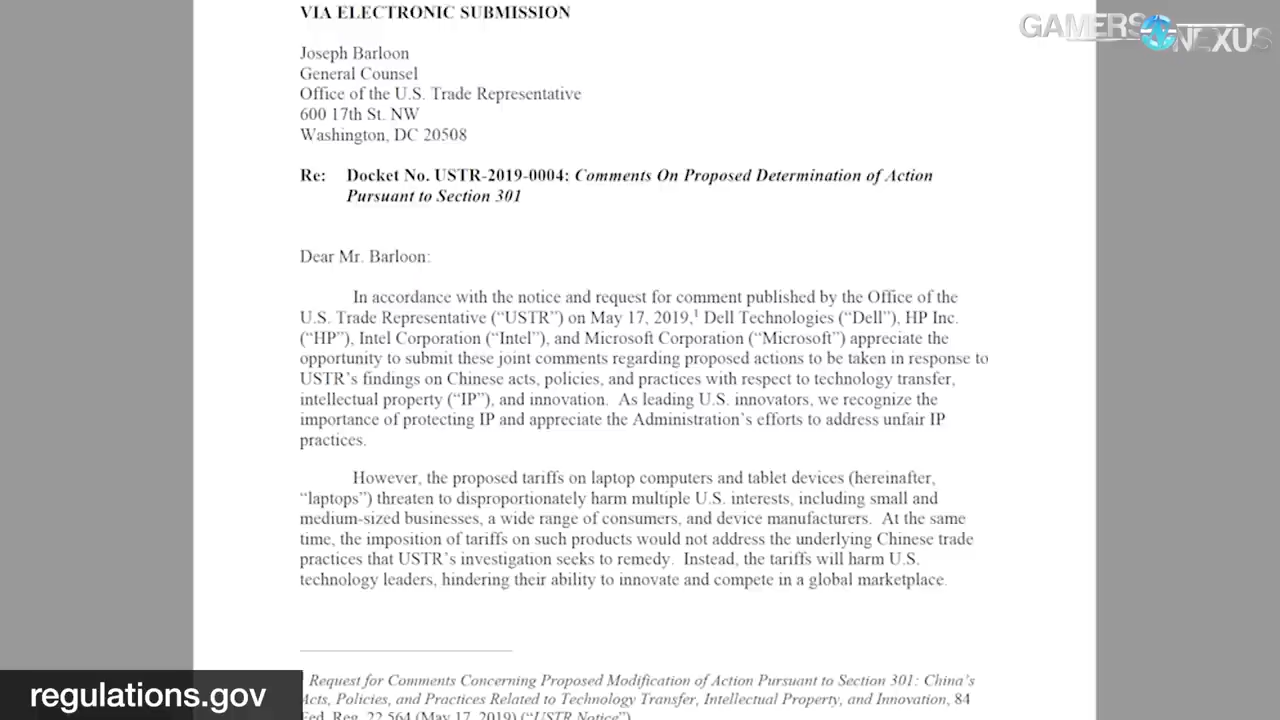 VIA ELECTRONIC SUBMISSION
GAMERS NEXUS
Joseph Barloon
General Counsel
Office of the U.S. Trade Representative
600 17th St. NW
Washington, DC 20508
Re: Docket No. USTR-2019-0004: Comments On Proposed Determination of Action
Pursuant to Section 301
Dear Mr. Barloon:
In accordance with the notice and request for comment published by the Office of the
U.S. Trade Representative (“USTR”) on May 17, 2019,¹ Dell Technologies (“Dell”), HP Inc.
(“HP”), Intel Corporation (“Intel”), and Microsoft Corporation (“Microsoft”) appreciate the
opportunity to submit these joint comments regarding proposed actions to be taken in response to
USTR’s findings on Chinese acts, policies, and practices with respect to technology transfer,
intellectual property (“IP”), and innovation. As leading U.S. innovators, we recognize the
importance of protecting IP and appreciate the Administration’s efforts to address unfair IP
practices.
However, the proposed tariffs on laptop computers and tablet devices (hereinafter,
“laptops”) threaten to disproportionately harm multiple U.S. interests, including small and
medium-sized businesses, a wide range of consumers, and device manufacturers. At the same
time, the imposition of tariffs on such products would not address the underlying Chinese trade
practices that USTR’s investigation seeks to remedy. Instead, the tariffs will harm U.S.
technology leaders, hindering their ability to innovate and compete in a global marketplace.
¹ Request for Comments Concerning Proposed Modification of Action Pursuant to Section 301: China’s
Acts, Policies, and Practices Related to Technology Transfer, Intellectual Property, and Innovation, 84
Fed. Reg. 22,564 (May 17, 2019) (“USTR Notice”)
regulations.gov